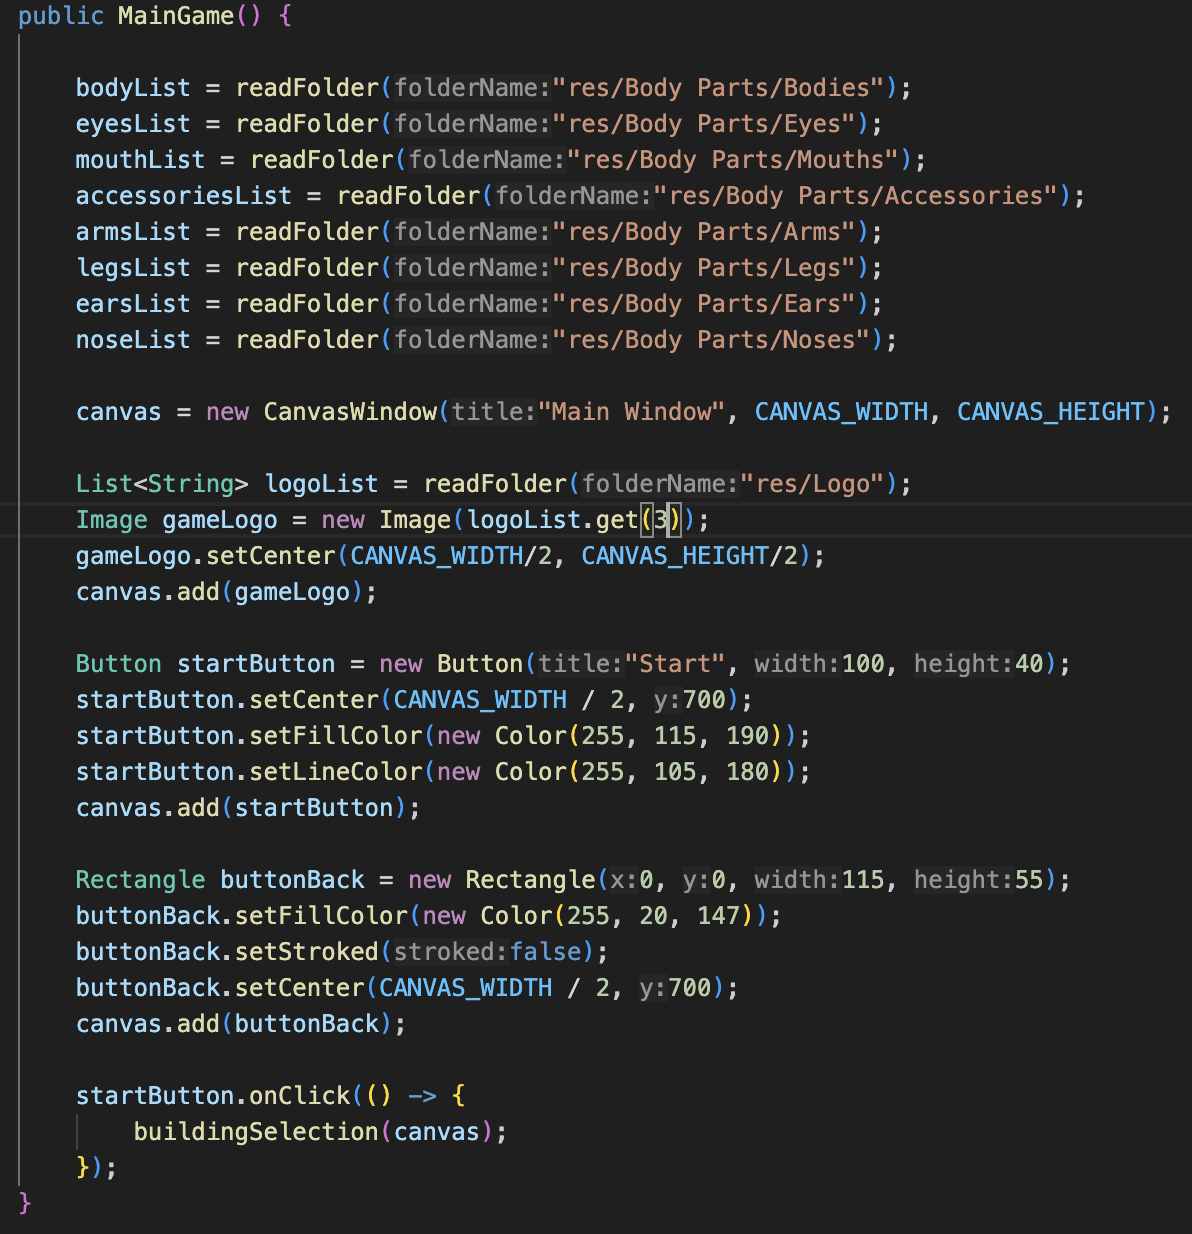 public MainGame() {
bodyList = readFolder(folderName:"res/Body Parts/Bodies");
eyesList = readFolder(folderName:"res/Body Parts/Eyes");
mouthList = readFolder(folderName:"res/Body Parts/Mouths");
accessoriesList = readFolder(folderName:"res/Body Parts/Accessories");
armsList = readFolder(folderName:"res/Body Parts/Arms");
legsList = readFolder(folderName:"res/Body Parts/Legs");
earsList = readFolder(folderName:"res/Body Parts/Ears");
noseList = readFolder(folderName:"res/Body Parts/Noses");
canvas = new CanvasWindow(title:"Main Window", CANVAS_WIDTH, CANVAS_HEIGHT);
List<String> logoList = readFolder(folderName:"res/Logo");
Image gameLogo = new Image(logoList.get(3));
gameLogo.setCenter(CANVAS_WIDTH/2, CANVAS_HEIGHT/2);
canvas.add(gameLogo);
Button startButton = new Button(title:"Start", width:100, height:40);
startButton.setCenter(CANVAS_WIDTH / 2, y:700);
startButton.setFillColor(new Color(255, 115, 190));
startButton.setLineColor(new Color(255, 105, 180));
canvas.add(startButton);
Rectangle buttonBack = new Rectangle(x:0, y:0, width:115, height:55);
buttonBack.setFillColor(new Color(255, 20, 147));
buttonBack.setStroked(stroked:false);
buttonBack.setCenter(CANVAS_WIDTH / 2, y:700);
canvas.add(buttonBack);
startButton.onClick(() -> {
buildingSelection(canvas);
});
}